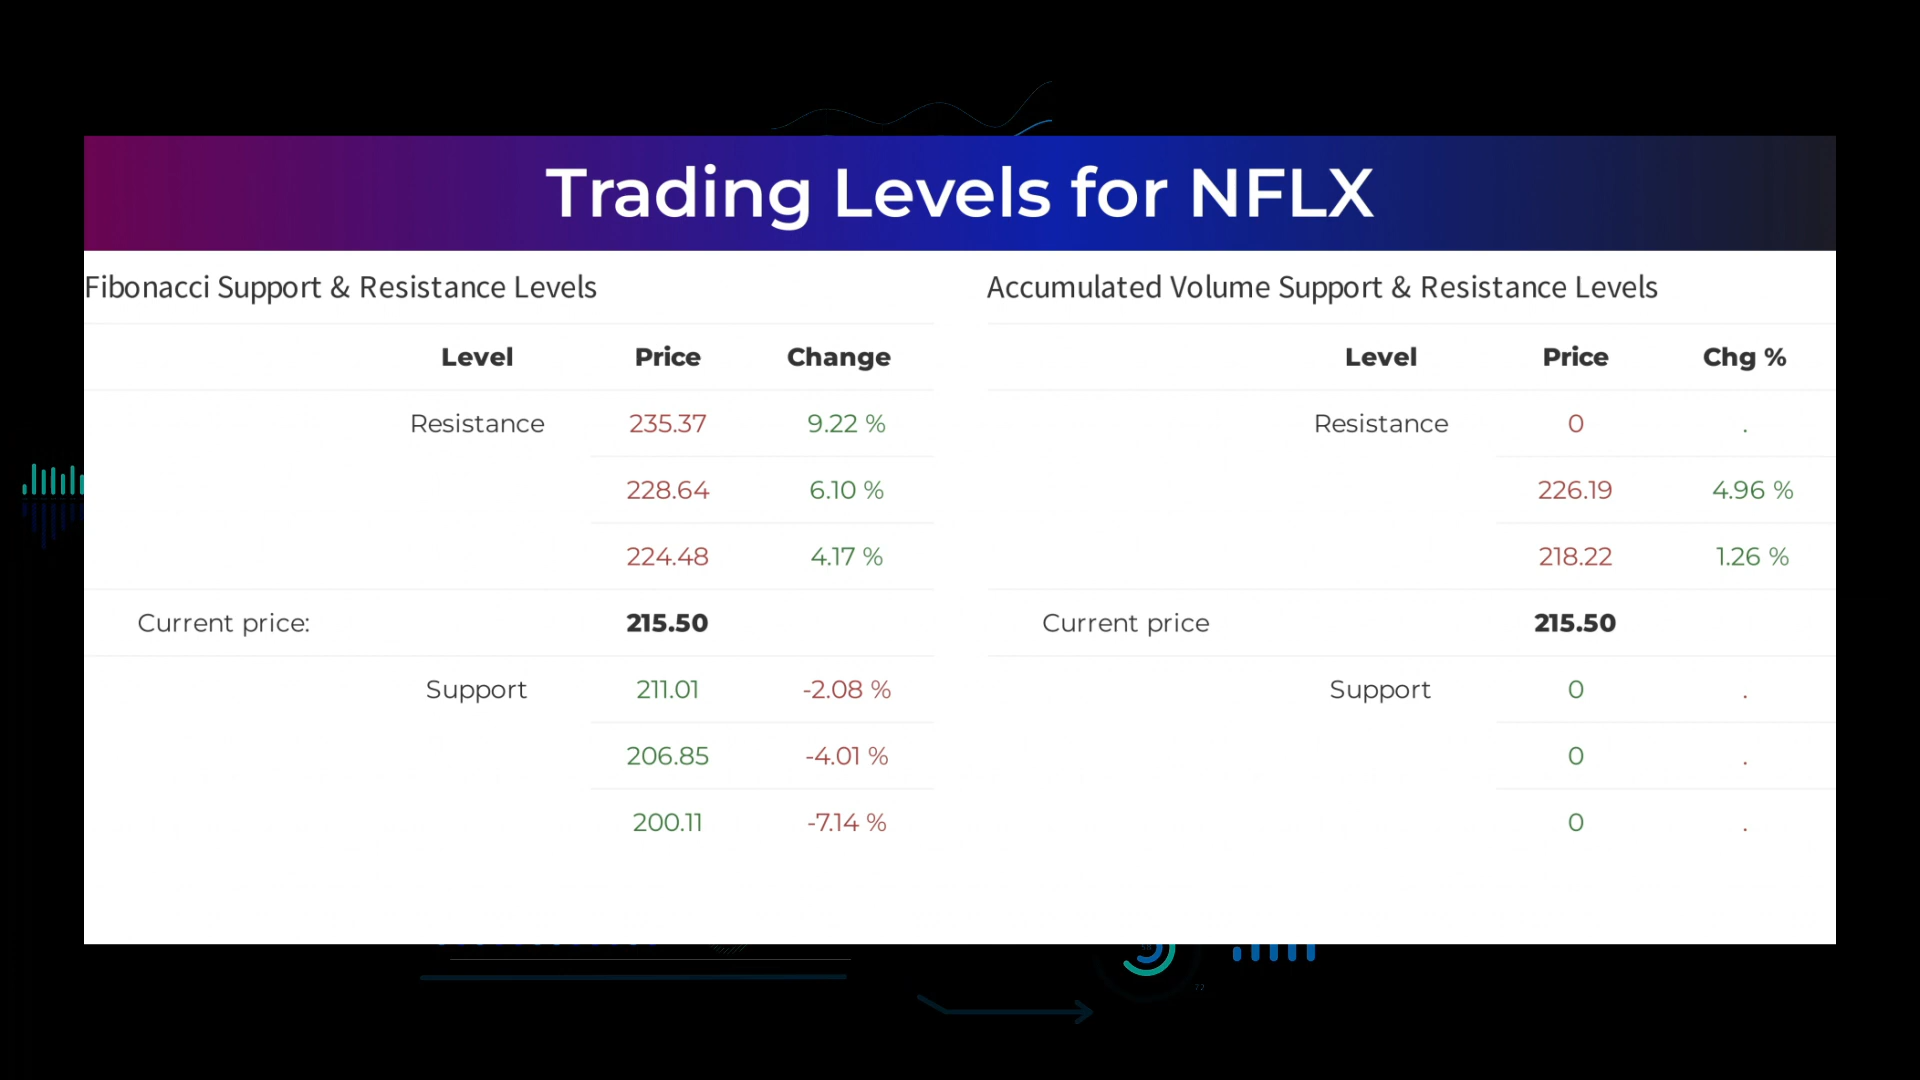 Trading Levels for NFLX
Fibonacci Support & Resistance Levels
Level Price Change
Resistance 235.37 9.22 %
228.64 6.10 %
224.48 4.17 %
Current price: 215.50
Support 211.01 -2.08 %
206.85 -4.01 %
200.11 -7.14 %
Accumulated Volume Support & Resistance Levels
Level Price Chg %
Resistance 0 .
226.19 4.96 %
218.22 1.26 %
Current price 215.50
Support 0 .
0 .
0 .